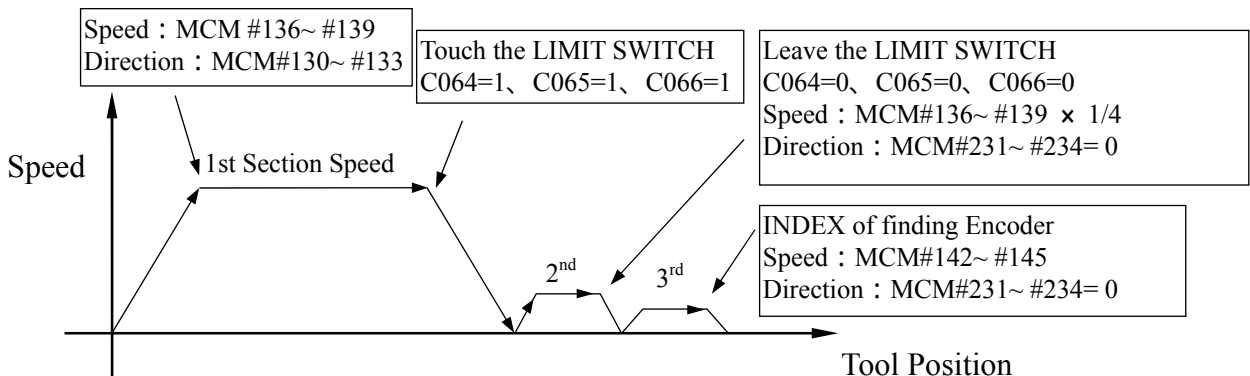 Speed：MCM #136~ #139
Direction：MCM#130~ #133
Touch the LIMIT SWITCH
C064=1、C065=1、C066=1
Leave the LIMIT SWITCH
C064=0、C065=0、C066=0
Speed：MCM#136~ #139 × 1/4
Direction：MCM#231~ #234= 0
Speed
1st Section Speed
INDEX of finding Encoder
Speed：MCM#142~ #145
Direction：MCM#231~ #234= 0
2nd
3rd
Tool Position